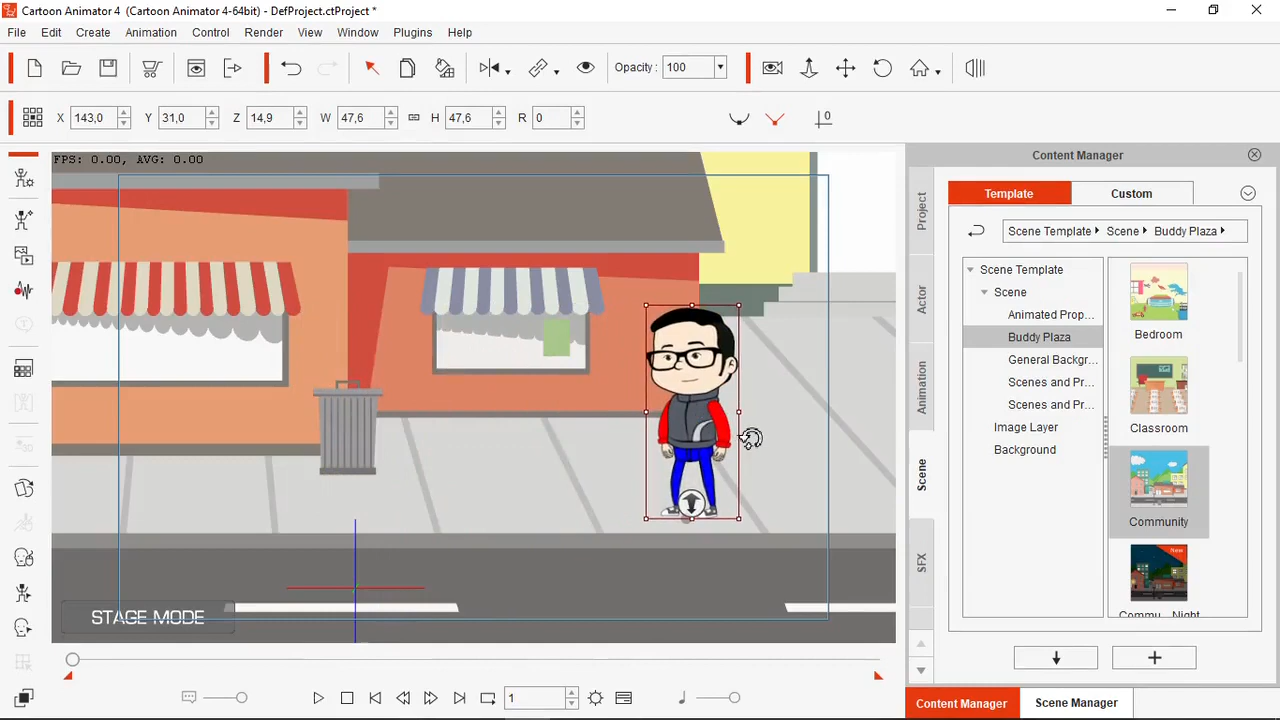 Cartoon Animator 4 (Cartoon Animator 4-64bit) - DefProject.ctProject *
File Edit Create Animation Control Render View Window Plugins Help
Opacity : 100
X 143,0 Y 31,0 Z 14,9 W 47,6 H 47,6 R 0
0
FPS: 0.00, AVG: 0.00
STAGE MODE
1
Content Manager
Template Custom
Scene Template Scene Buddy Plaza
Project
Actor
Animation
Scene
SFX
Scene Template
Scene
Animated Prop...
Buddy Plaza
General Backgr...
Scenes and Pr...
Scenes and Pr...
Image Layer
Background
Bedroom
Classroom
Community
New
Commu...Night
Content Manager Scene Manager